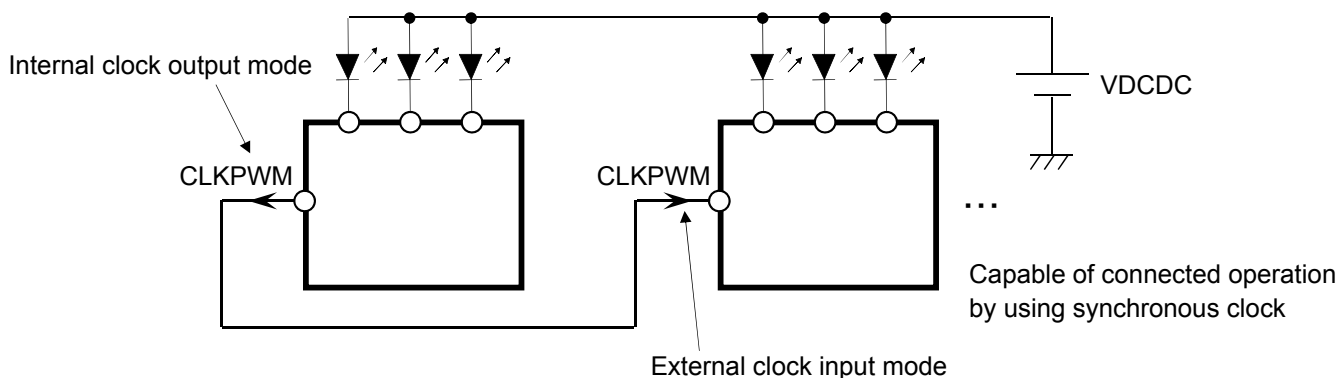 Internal clock output mode
VDCDC
CLKPWM
CLKPWM
...
Capable of connected operation
by using synchronous clock
External clock input mode